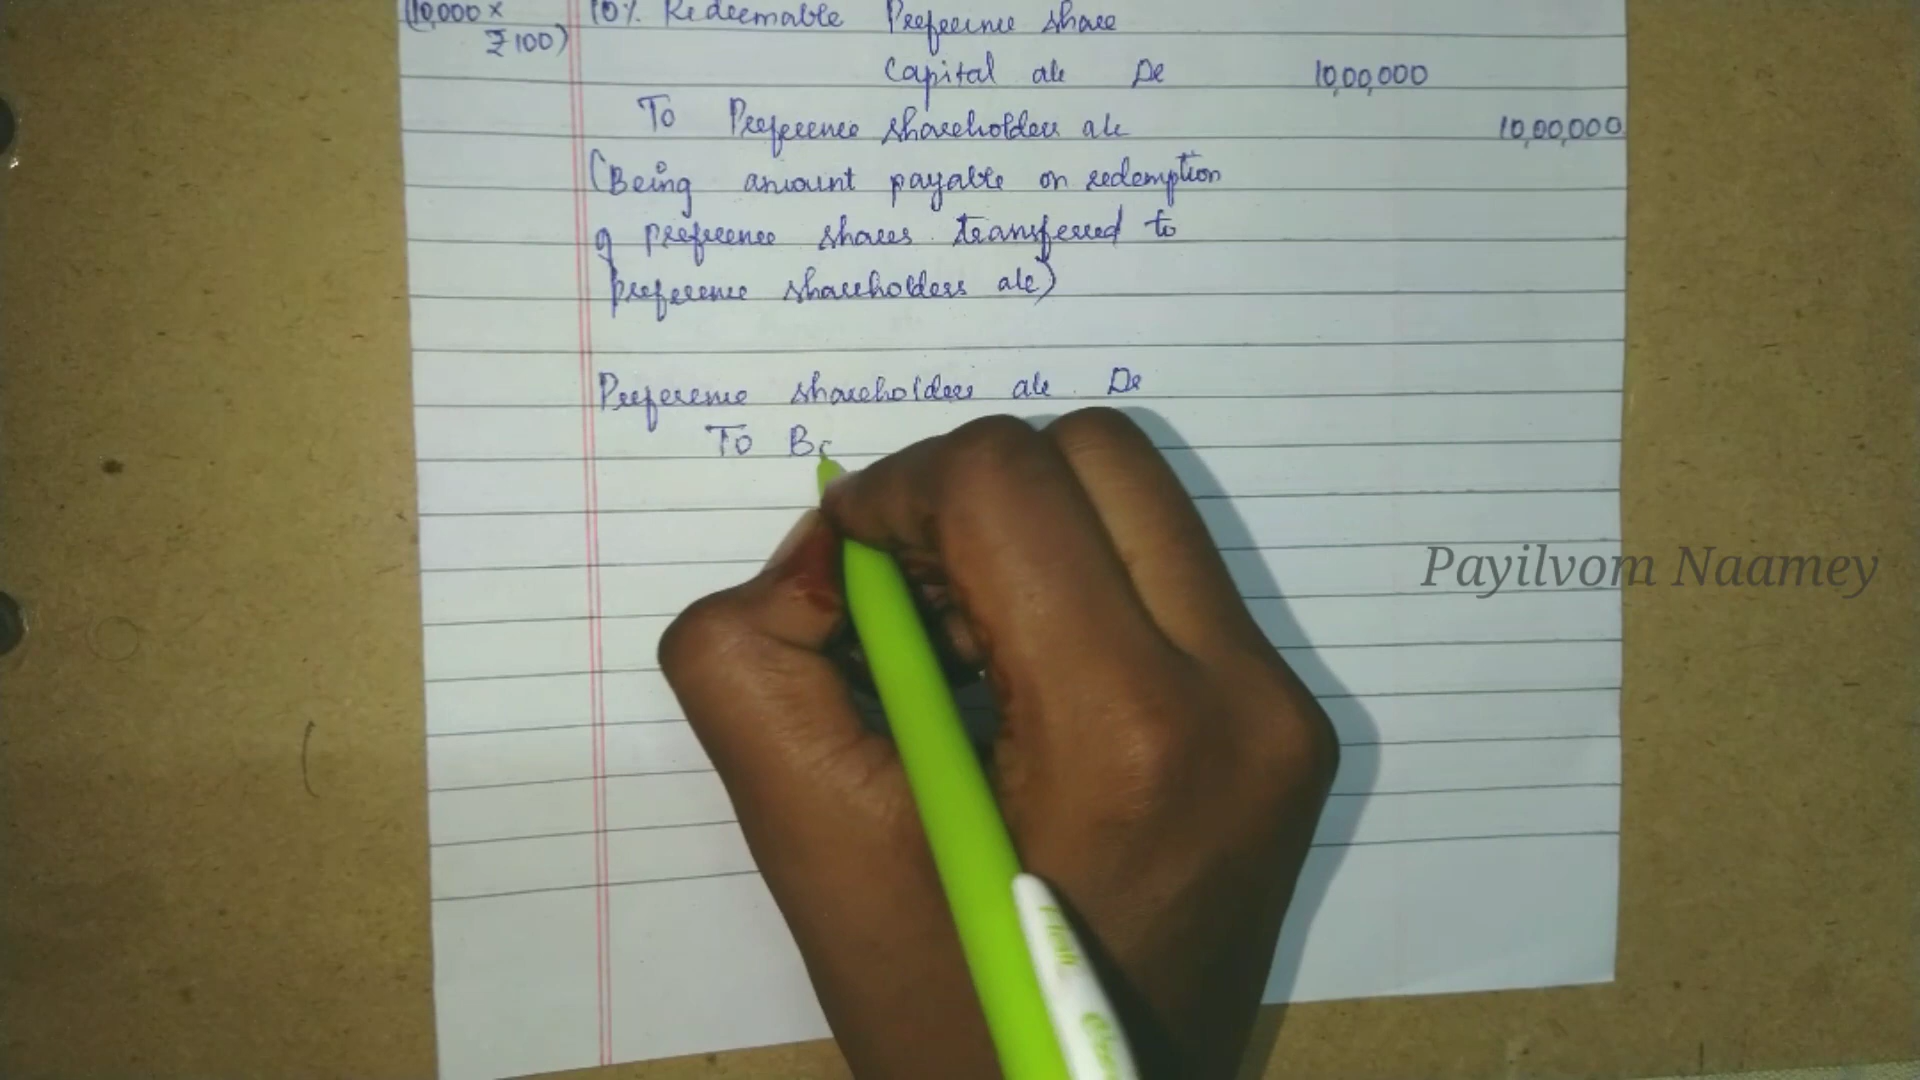 (10,000 × 10% Redeemable Preference share
₹100)
Capital a/c Dr 10,00,000
To Preference shareholders a/c 10,00,000
(Being amount payable on redemption
of preference shares transferred to
preference shareholders a/c)
Preference shareholders a/c Dr
To Ba
Payilvom Naamey